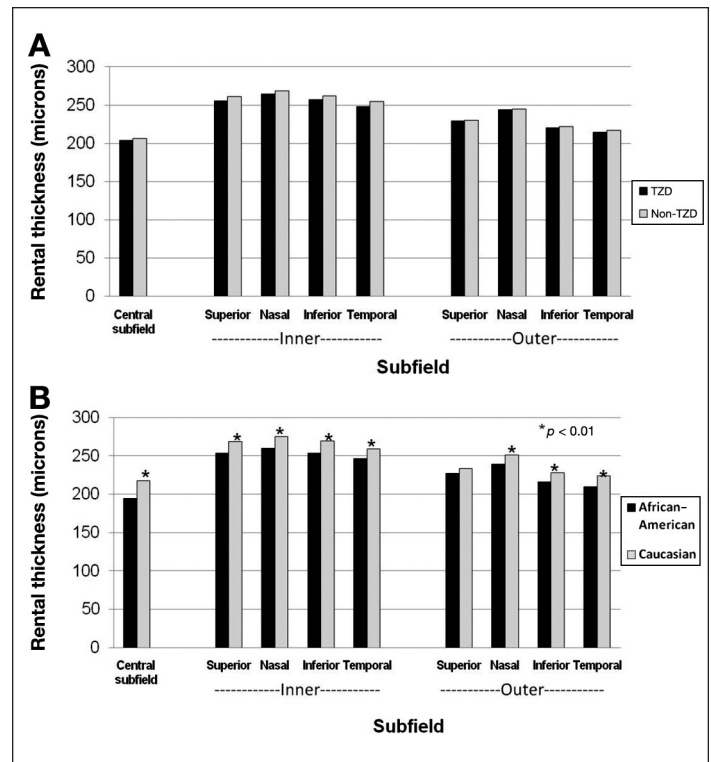 A
Rental thickness (microns)
300
250
200
150
100
50
0
Central
subfield
Superior Nasal Inferior Temporal
------------Inner-----------
Superior Nasal Inferior Temporal
-----------Outer-----------
Subfield
TZD
Non-TZD
B
Rental thickness (microns)
300
250
200
150
100
50
0
* * * * * * * *
*p < 0.01
Central
subfield
Superior Nasal Inferior Temporal
------------Inner-----------
Superior Nasal Inferior Temporal
-----------Outer-----------
Subfield
African–
American
Caucasian